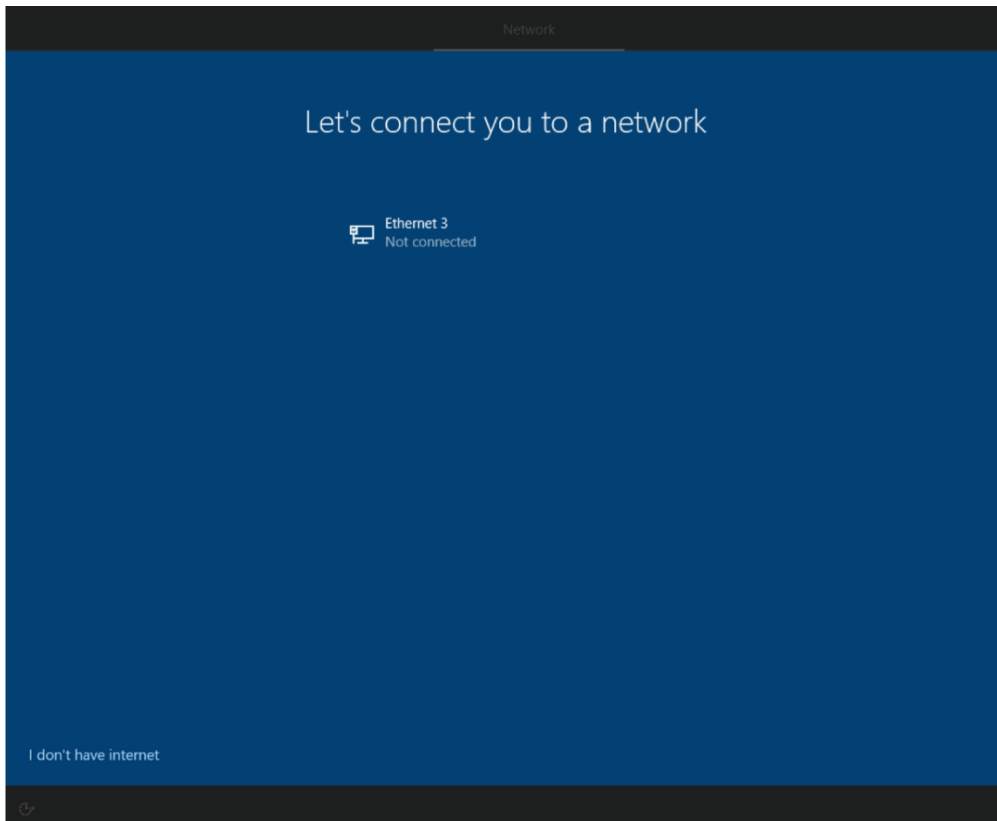 Network
Let's connect you to a network
Ethernet 3
Not connected
I don't have internet